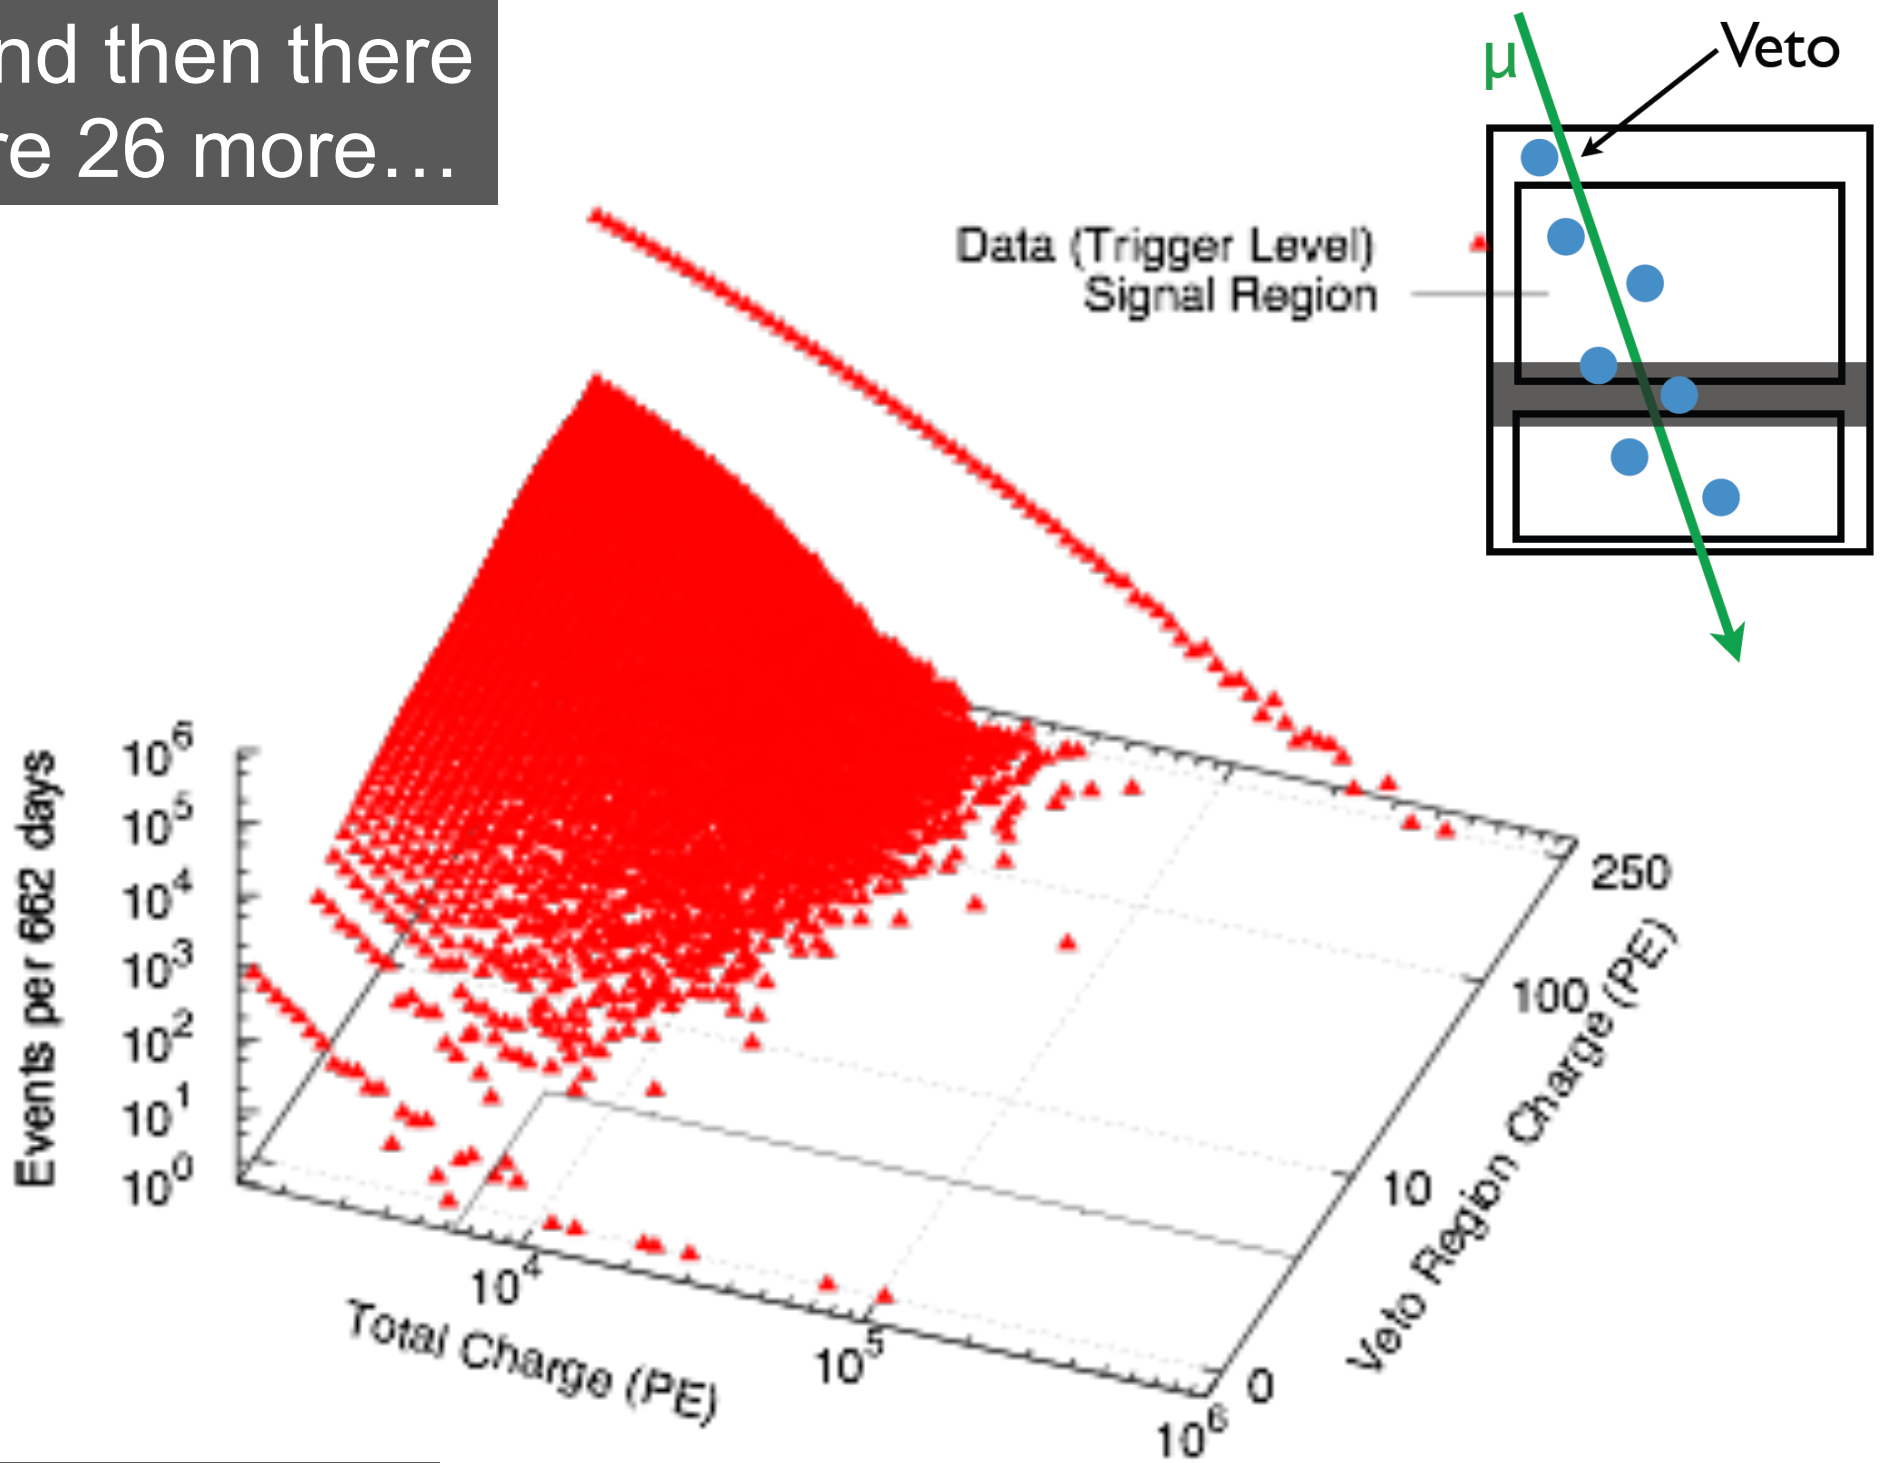 nd then there
re 26 more…
μ
Veto
Data (Trigger Level)
Signal Region
Events per 662 days
10^6
10^5
10^4
10^3
10^2
10^1
10^0
10^4
10^5
10^6
Total Charge (PE)
250
100
10
0
Veto Region Charge (PE)